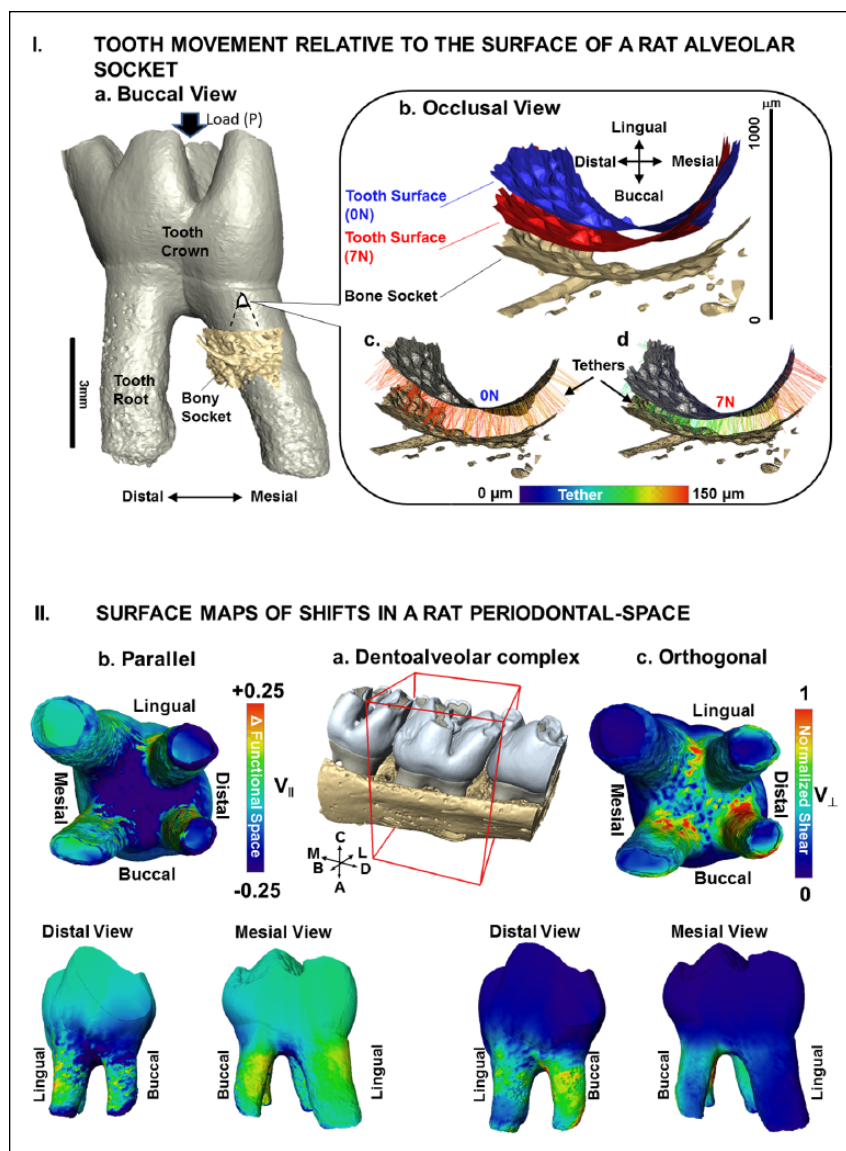 I. TOOTH MOVEMENT RELATIVE TO THE SURFACE OF A RAT ALVEOLAR
SOCKET
a. Buccal View
Load (P)
Tooth
Crown
Tooth
Root
Bony
Socket
3mm
Distal Mesial
b. Occlusal View
Lingual
Distal Mesial
Buccal
Tooth Surface
(0N)
Tooth Surface
(7N)
Bone Socket
µm
1000
0
c.
0N
Tethers
d
7N
0 µm Tether 150 µm
II. SURFACE MAPS OF SHIFTS IN A RAT PERIODONTAL-SPACE
b. Parallel
Lingual
Mesial
Distal
Buccal
+0.25
Δ Functional Space
V||
-0.25
a. Dentoalveolar complex
C
M L
B D
A
c. Orthogonal
Lingual
Mesial
Distal
Buccal
1
Normalized Shear
V⊥
0
Distal View
Lingual
Buccal
Mesial View
Buccal
Lingual
Distal View
Lingual
Buccal
Mesial View
Buccal
Lingual